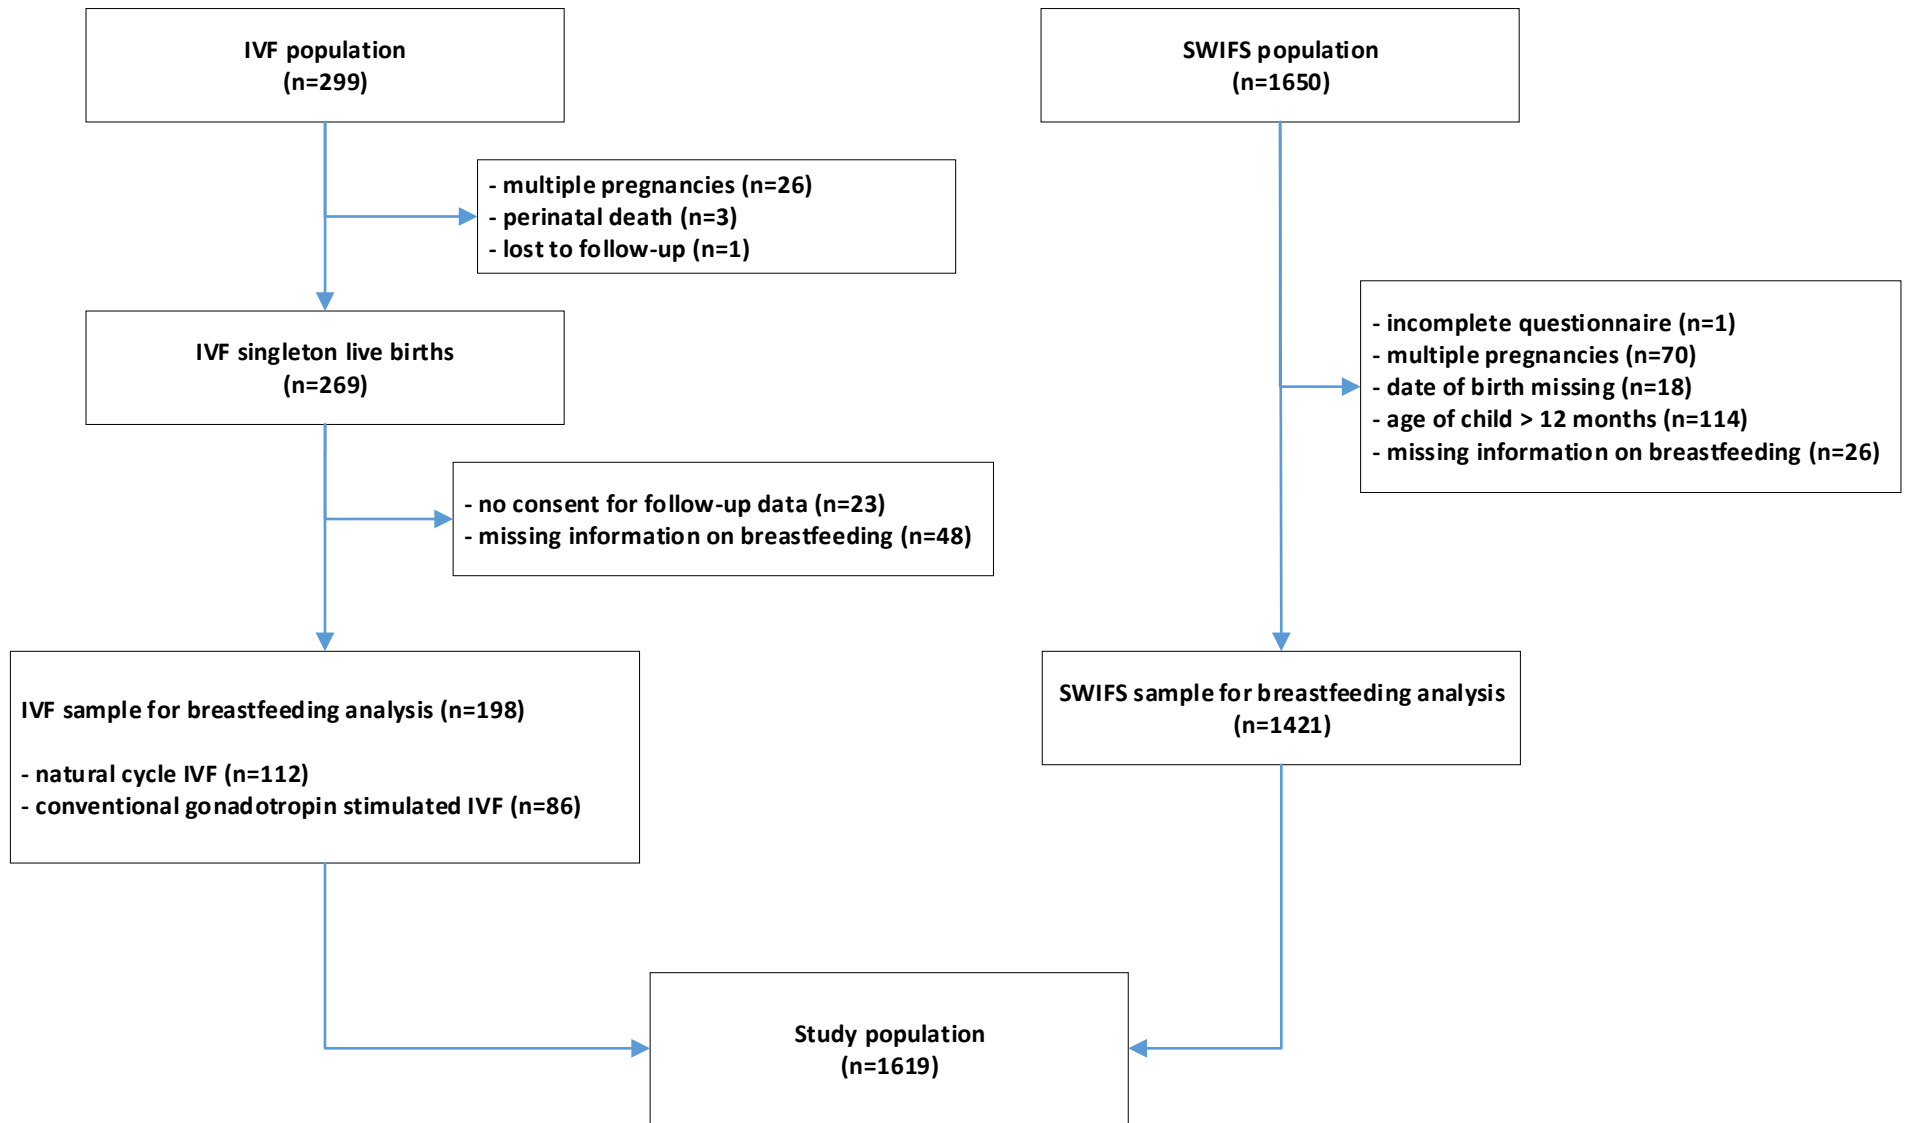 IVF population
(n=299)
SWIFS population
(n=1650)
- multiple pregnancies (n=26)
- perinatal death (n=3)
- lost to follow-up (n=1)
- incomplete questionnaire (n=1)
- multiple pregnancies (n=70)
- date of birth missing (n=18)
- age of child > 12 months (n=114)
- missing information on breastfeeding (n=26)
IVF singleton live births
(n=269)
- no consent for follow-up data (n=23)
- missing information on breastfeeding (n=48)
IVF sample for breastfeeding analysis (n=198)
- natural cycle IVF (n=112)
- conventional gonadotropin stimulated IVF (n=86)
SWIFS sample for breastfeeding analysis
(n=1421)
Study population
(n=1619)